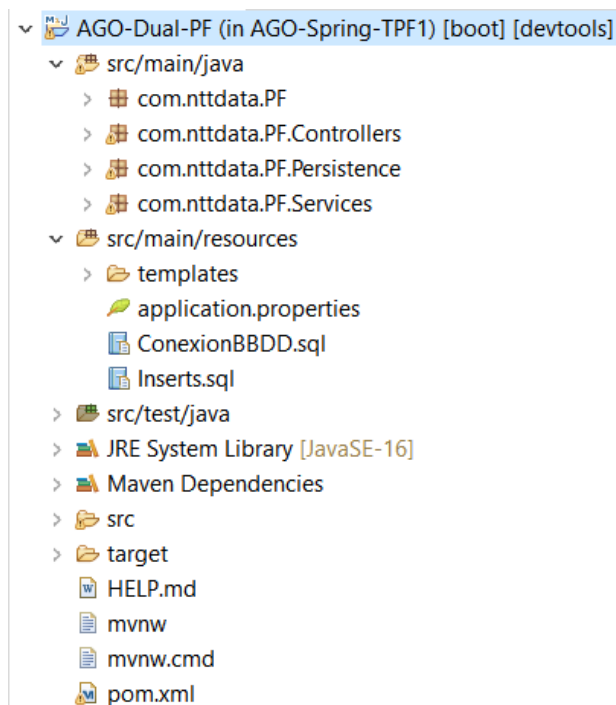 AGO-Dual-PF (in AGO-Spring-TPF1) [boot] [devtools]
src/main/java
com.nttdata.PF
com.nttdata.PF.Controllers
com.nttdata.PF.Persistence
com.nttdata.PF.Services
src/main/resources
templates
application.properties
ConexionBBDD.sql
Inserts.sql
src/test/java
JRE System Library [JavaSE-16]
Maven Dependencies
src
target
HELP.md
mvnw
mvnw.cmd
pom.xml